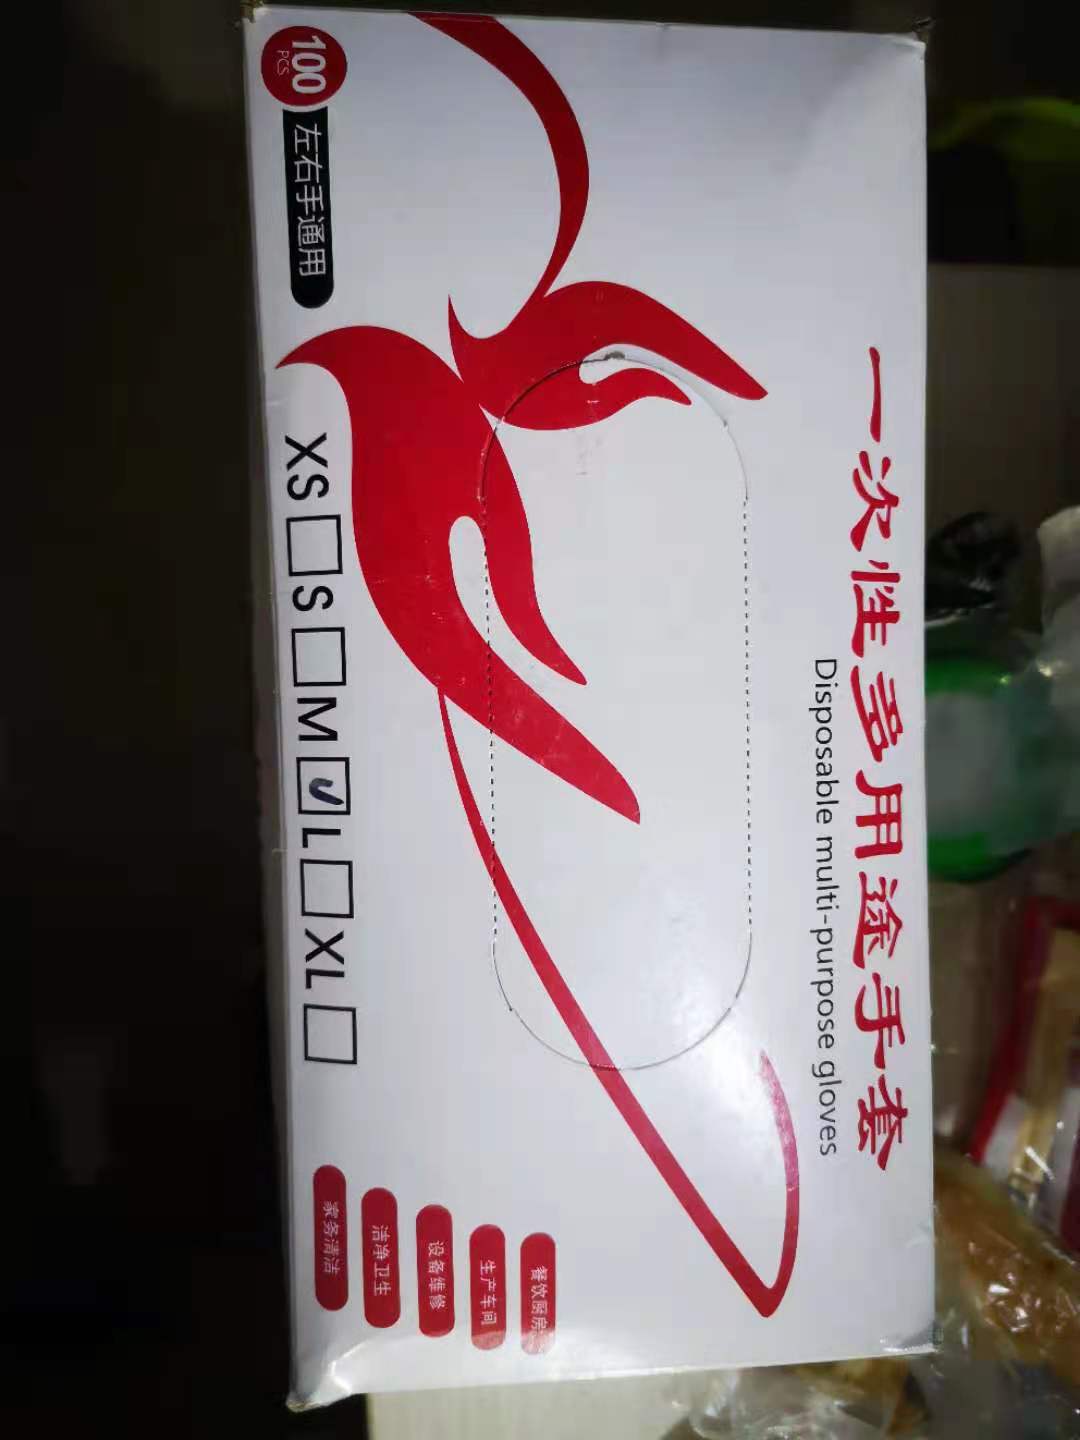 一次性多用途手套
Disposable multi-purpose gloves
餐饮厨房
生产车间
设备维修
洁净卫生
家务清洁
XS S M ✓ L XL
100
PCS
左右手通用